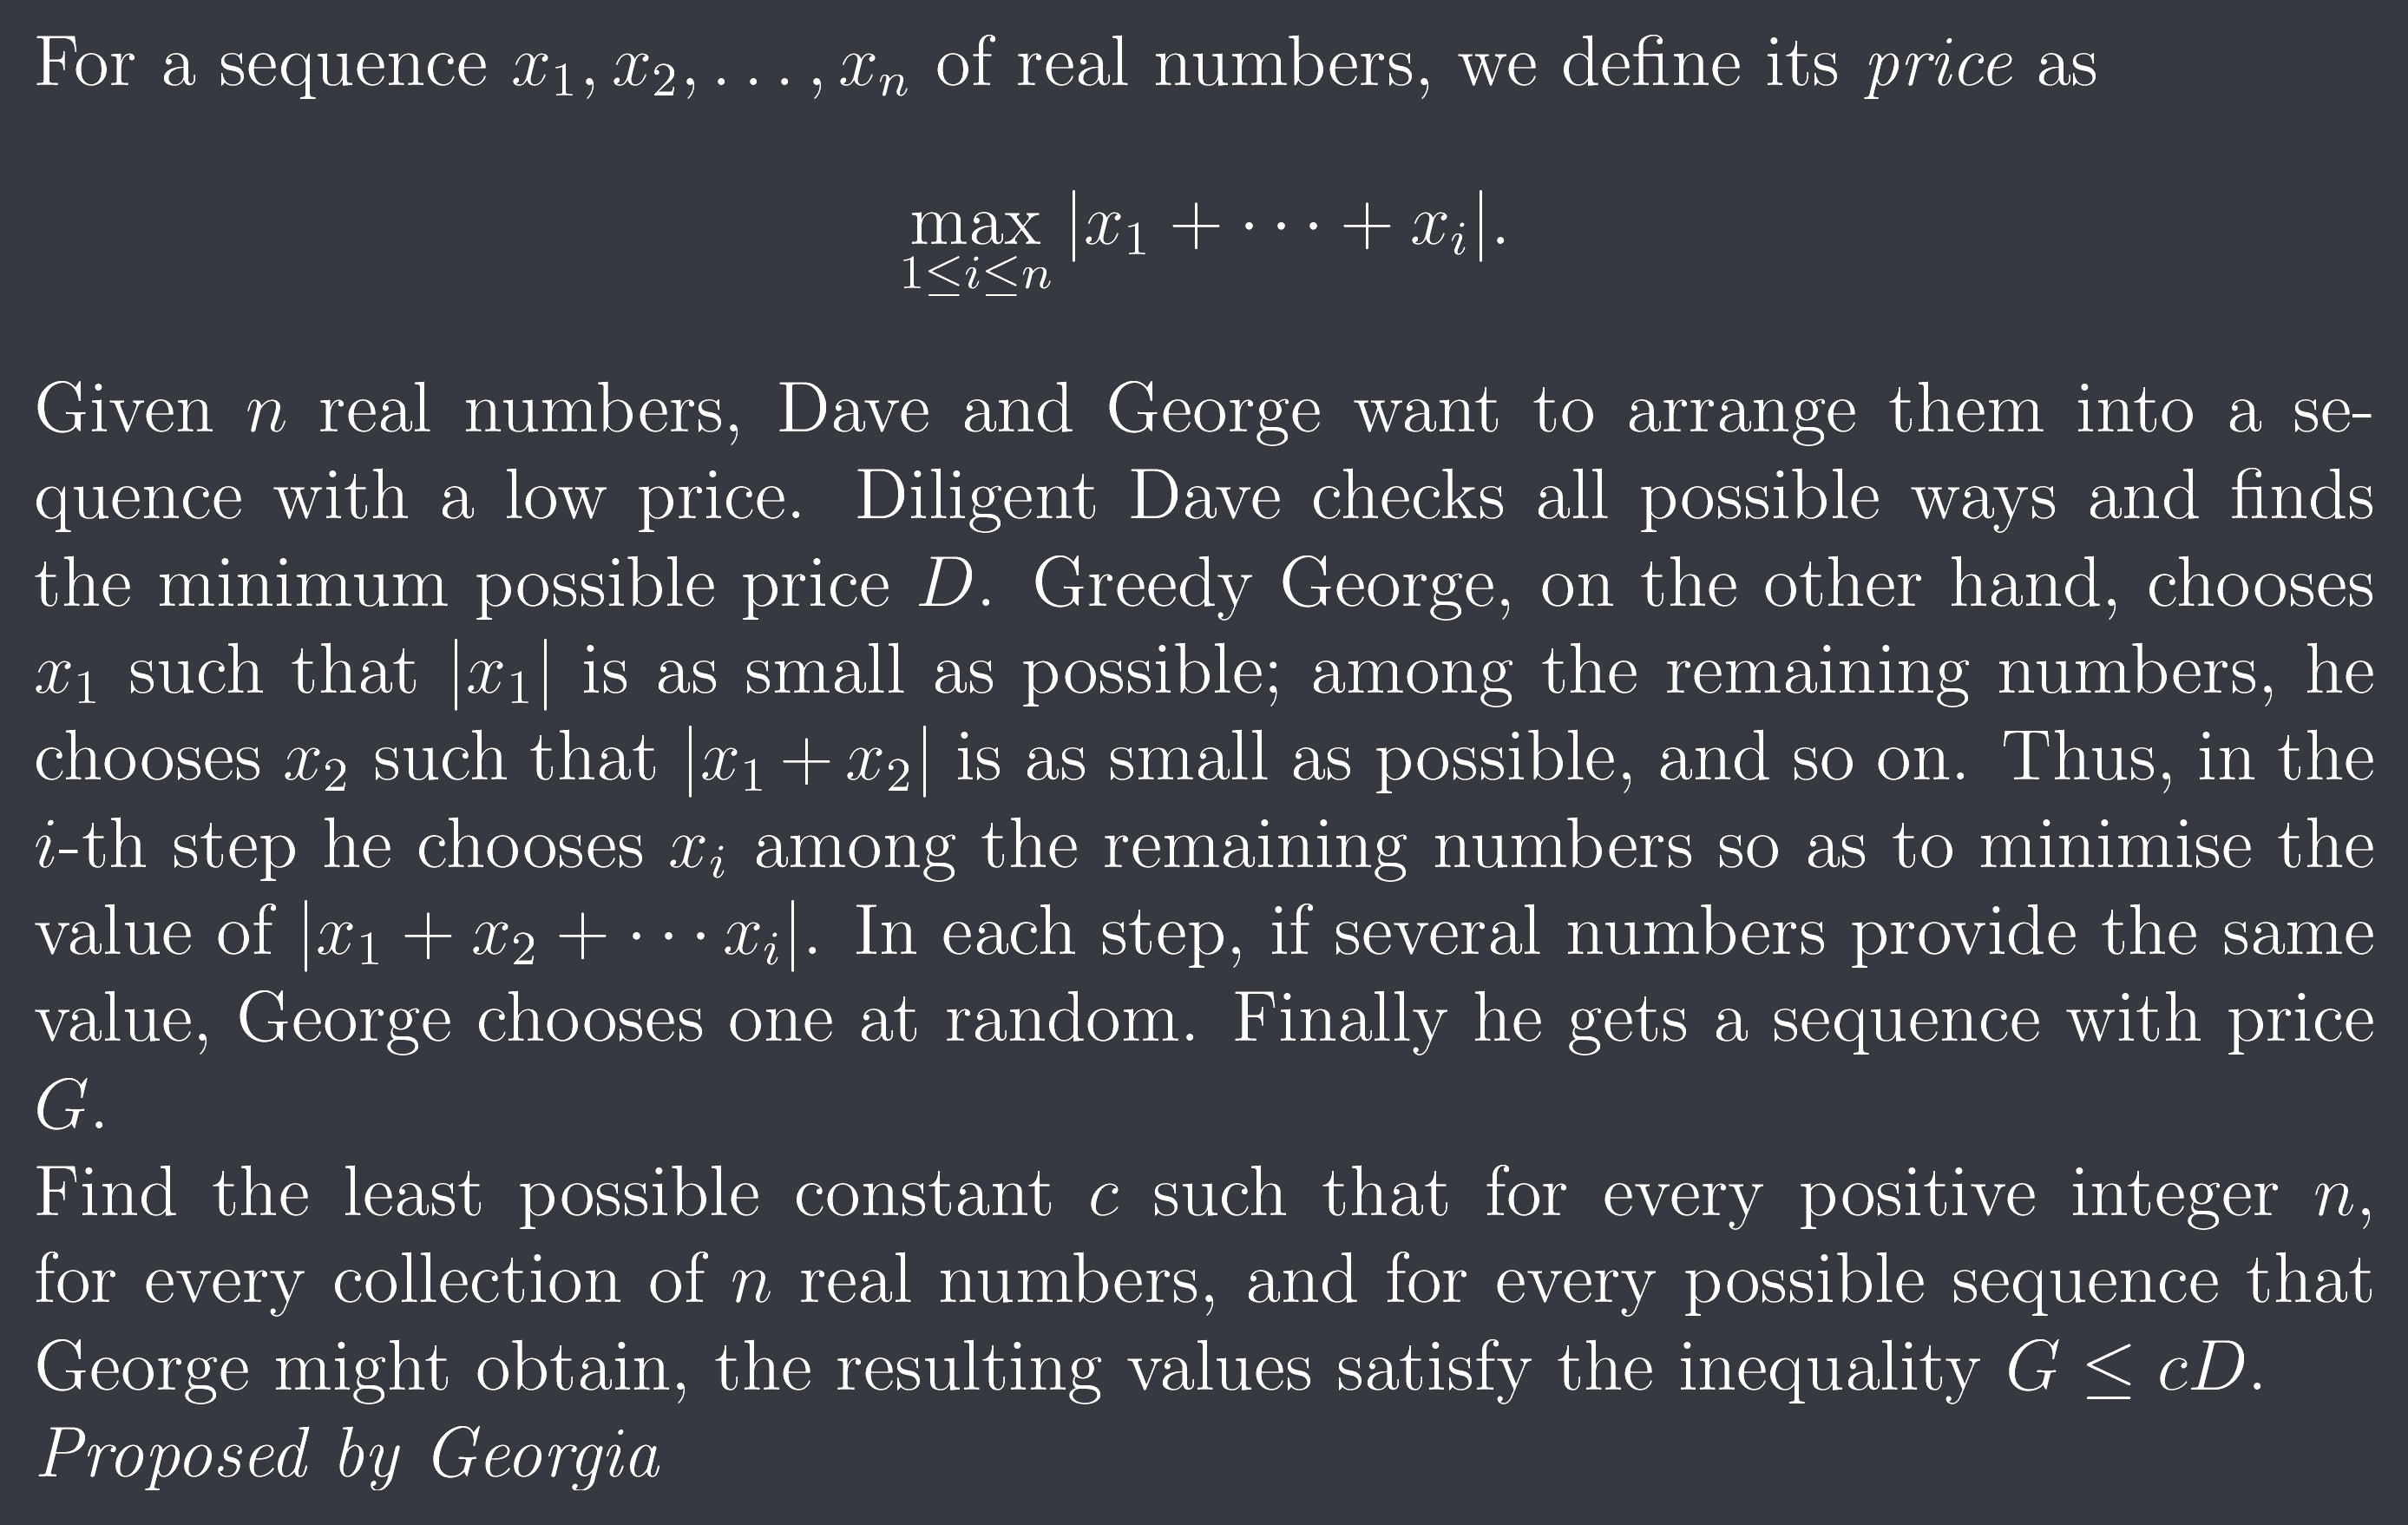 For a sequence $x_1, x_2, \ldots, x_n$ of real numbers, we define its price as
$$\max_{1 \leq i \leq n} |x_1 + \cdots + x_i|.$$
Given $n$ real numbers, Dave and George want to arrange them into a se-
quence with a low price. Diligent Dave checks all possible ways and finds
the minimum possible price $D$. Greedy George, on the other hand, chooses
$x_1$ such that $|x_1|$ is as small as possible; among the remaining numbers, he
chooses $x_2$ such that $|x_1 + x_2|$ is as small as possible, and so on. Thus, in the
$i$-th step he chooses $x_i$ among the remaining numbers so as to minimise the
value of $|x_1 + x_2 + \cdots x_i|$. In each step, if several numbers provide the same
value, George chooses one at random. Finally he gets a sequence with price
$G$.
Find the least possible constant $c$ such that for every positive integer $n$,
for every collection of $n$ real numbers, and for every possible sequence that
George might obtain, the resulting values satisfy the inequality $G \leq cD$.
Proposed by Georgia